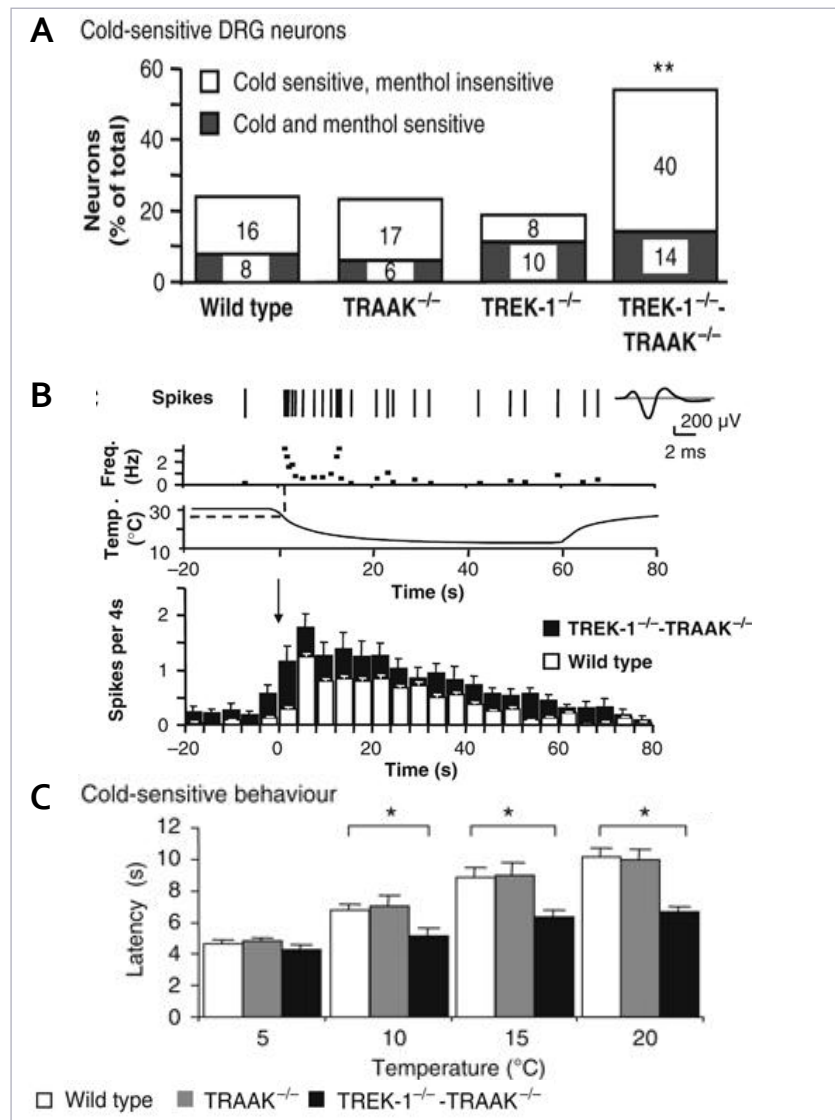 A Cold-sensitive DRG neurons
60
40
20
0
Neurons
(% of total)
Cold sensitive, menthol insensitive
Cold and menthol sensitive
**
16
8
17
6
8
10
40
14
Wild type
TRAAK−/−
TREK-1−/−
TREK-1−/−-
TRAAK−/−
B
Spikes
200 µV
2 ms
Freq.
(Hz)
2
0
Temp .
(°C)
30
10
−20 0 20 40 60 80
Time (s)
Spikes per 4s
2
1
0
TREK-1−/−-TRAAK−/−
Wild type
−20 0 20 40 60 80
Time (s)
C Cold-sensitive behaviour
12
10
8
6
4
2
0
Latency (s)
* * *
5 10 15 20
Temperature (°C)
Wild type TRAAK−/− TREK-1−/−-TRAAK−/−